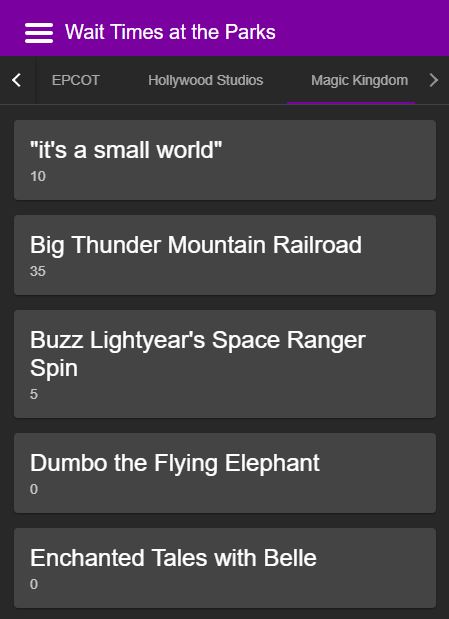 Wait Times at the Parks
EPCOT Hollywood Studios Magic Kingdom
"it's a small world"
10
Big Thunder Mountain Railroad
35
Buzz Lightyear's Space Ranger
Spin
5
Dumbo the Flying Elephant
0
Enchanted Tales with Belle
0